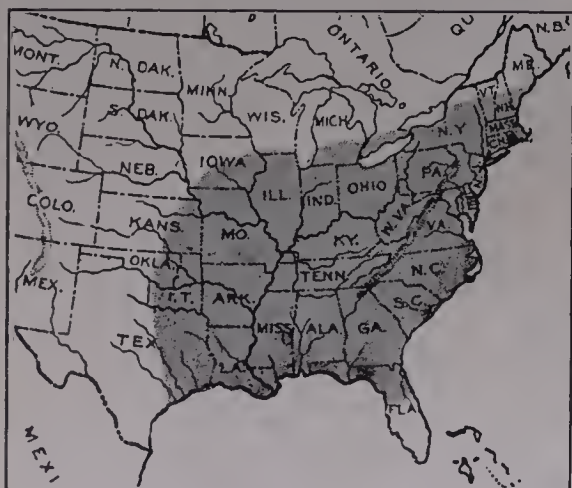 N.B.
QU
ONTARIO
D
MONT.
N. DAK.
MINN.
ME.
VT.
N.H.
S. DAK.
WIS.
MICH.
N.Y.
MASS.
WYO.
NEB.
IOWA
PA.
COLO.
KANS.
ILL.
IND.
OHIO
W.VA.
VA.
MO.
KY.
OKLA.
TENN.
N.C.
MEX.
I.T.
ARK.
S.C.
TEX.
MISS.
ALA.
GA.
LA.
FLA.
MEXI